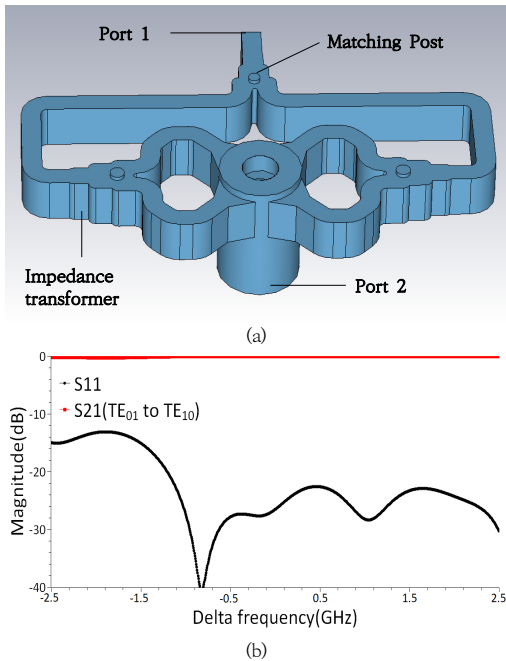 Port 1
Matching Post
Impedance
transformer
Port 2
(a)
S11
S21(TE₀₁ to TE₁₀)
Magnitude(dB)
0
-10
-20
-30
-40
-2.5
-1.5
-0.5
0.5
1.5
2.5
Delta frequency(GHz)
(b)